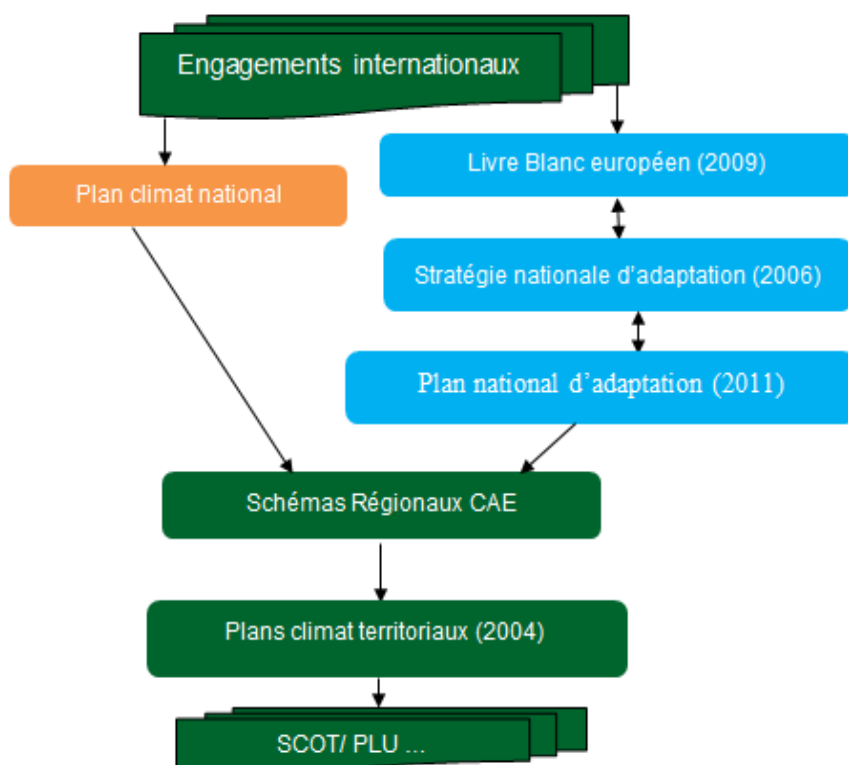 Engagements internationaux
Livre Blanc européen (2009)
Plan climat national
Stratégie nationale d'adaptation (2006)
Plan national d’adaptation (2011)
Schémas Régionaux CAE
Plans climat territoriaux (2004)
SCOT/ PLU ...